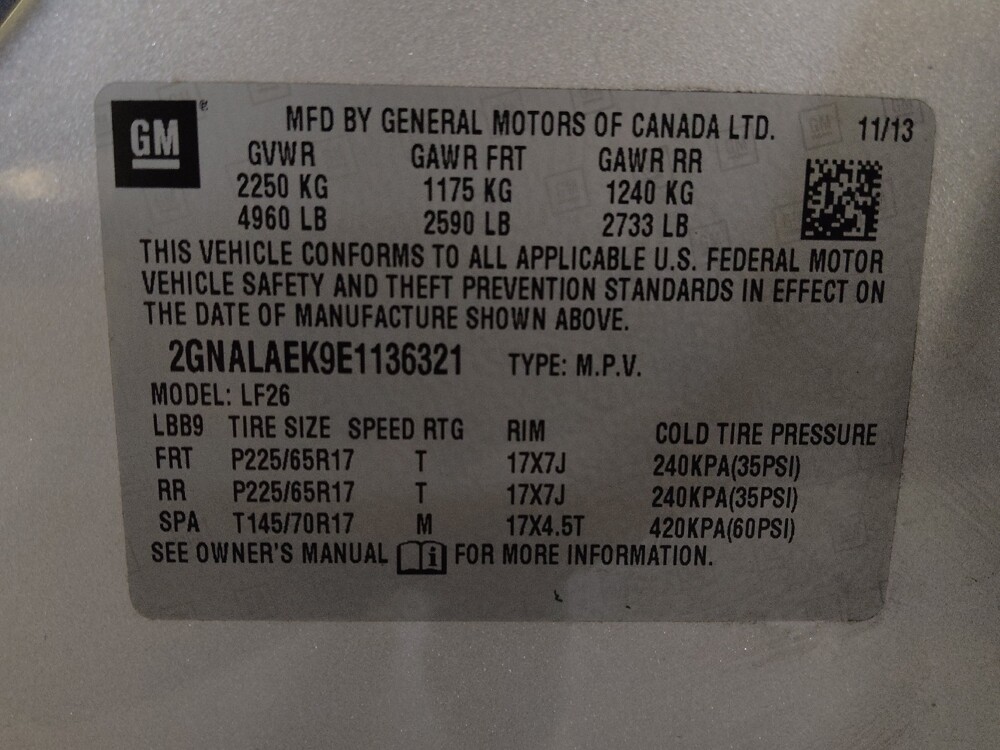 GM ®
MFD BY GENERAL MOTORS OF CANADA LTD. 11/13
GVWR GAWR FRT GAWR RR
2250 KG 1175 KG 1240 KG
4960 LB 2590 LB 2733 LB
THIS VEHICLE CONFORMS TO ALL APPLICABLE U.S. FEDERAL MOTOR
VEHICLE SAFETY AND THEFT PREVENTION STANDARDS IN EFFECT ON
THE DATE OF MANUFACTURE SHOWN ABOVE.
2GNALAEK9E1136321 TYPE: M.P.V.
MODEL: LF26
LBB9 TIRE SIZE SPEED RTG RIM COLD TIRE PRESSURE
FRT P225/65R17 T 17X7J 240KPA(35PSI)
RR P225/65R17 T 17X7J 240KPA(35PSI)
SPA T145/70R17 M 17X4.5T 420KPA(60PSI)
SEE OWNER'S MANUAL i FOR MORE INFORMATION.